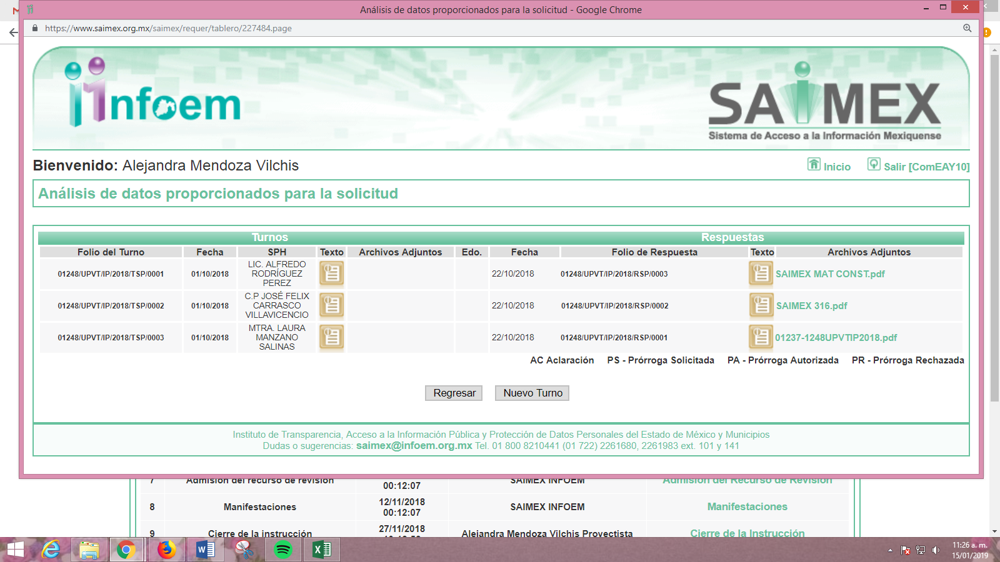 Análisis de datos proporcionados para la solicitud - Google Chrome
https://www.saimex.org.mx/saimex/requer/tablero/227484.page
infoem
SAIMEX
Sistema de Acceso a la Información Mexiquense
Bienvenido: Alejandra Mendoza Vilchis
Inicio Salir [ComEAY10]
Análisis de datos proporcionados para la solicitud
Turnos Respuestas
Folio del Turno Fecha SPH Texto Archivos Adjuntos Edo. Fecha Folio de Respuesta Texto Archivos Adjuntos
01248/UPVT/IP/2018/TSP/0001 01/10/2018 LIC. ALFREDO RODRÍGUEZ PEREZ 22/10/2018 01248/UPVT/IP/2018/RSP/0003 SAIMEX MAT CONST.pdf
01248/UPVT/IP/2018/TSP/0002 01/10/2018 C.P JOSÉ FELIX CARRASCO VILLAVICENCIO 22/10/2018 01248/UPVT/IP/2018/RSP/0002 SAIMEX 316.pdf
01248/UPVT/IP/2018/TSP/0003 01/10/2018 MTRA. LAURA MANZANO SALINAS 22/10/2018 01248/UPVT/IP/2018/RSP/0001 01237-1248UPVTIP2018.pdf
AC Aclaración PS - Prórroga Solicitada PA - Prórroga Autorizada PR - Prórroga Rechazada
Regresar Nuevo Turno
Instituto de Transparencia, Acceso a la Información Pública y Protección de Datos Personales del Estado de México y Municipios
Dudas o sugerencias: saimex@infoem.org.mx Tel. 01 800 8210441 (01 722) 2261680, 2261983 ext. 101 y 141
7 Admisión del recurso de revisión 00:12:07 SAIMEX INFOEM Admisión del Recurso de Revisión
8 Manifestaciones 12/11/2018 00:12:07 SAIMEX INFOEM Manifestaciones
9 Cierre de la instrucción 27/11/2018 Alejandra Mendoza Vilchis Proyectista Cierre de la Instrucción
11:26 a. m.
15/01/2019